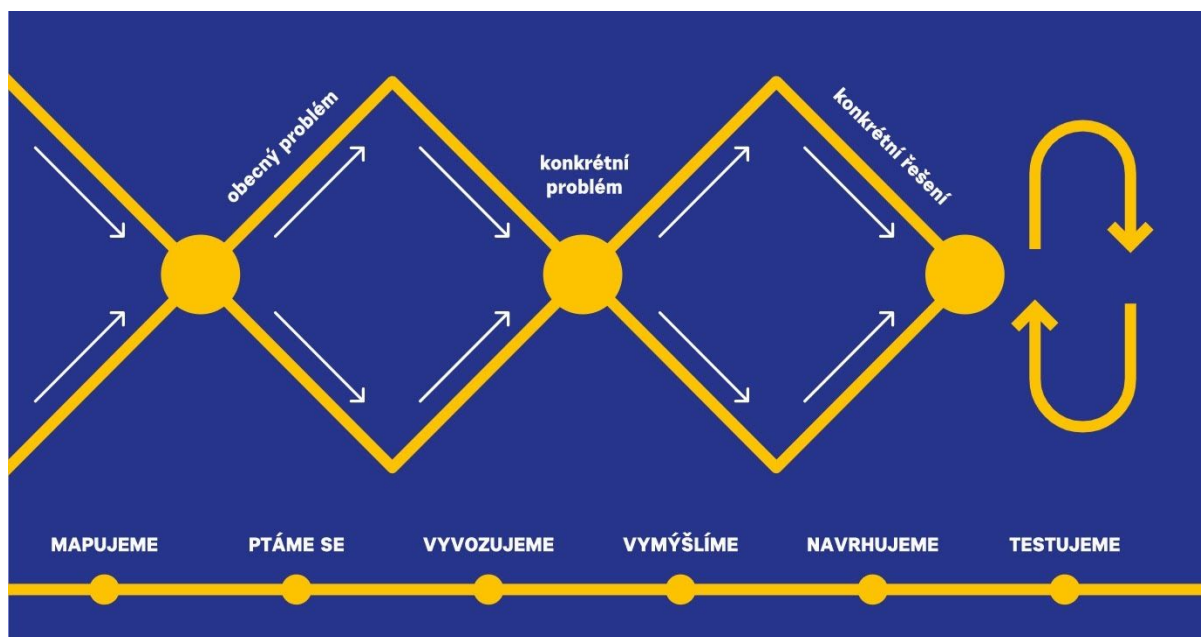 obecný problém
konkrétní
problém
konkrétní řešení
MAPUJEME
PTÁME SE
VYVOZUJEME
VYMÝŠLÍME
NAVRHUJEME
TESTUJEME